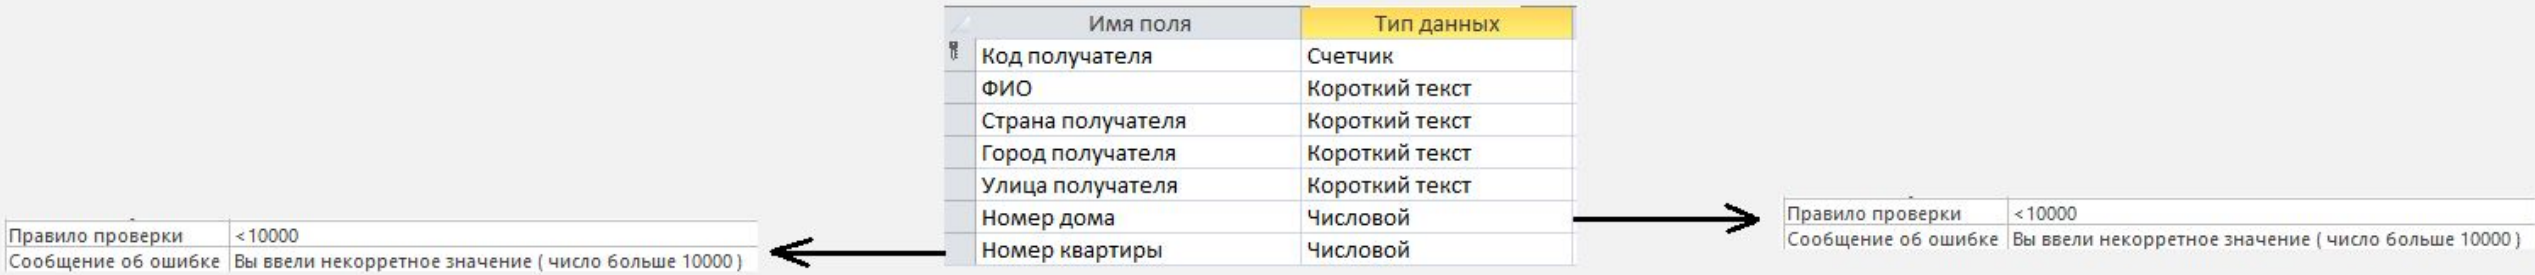 Имя поля Тип данных
Код получателя Счетчик
ФИО Короткий текст
Страна получателя Короткий текст
Город получателя Короткий текст
Улица получателя Короткий текст
Номер дома Числовой
Номер квартиры Числовой
Правило проверки <10000
Сообщение об ошибке Вы ввели некорретное значение ( число больше 10000 )
Правило проверки <10000
Сообщение об ошибке Вы ввели некорретное значение ( число больше 10000 )